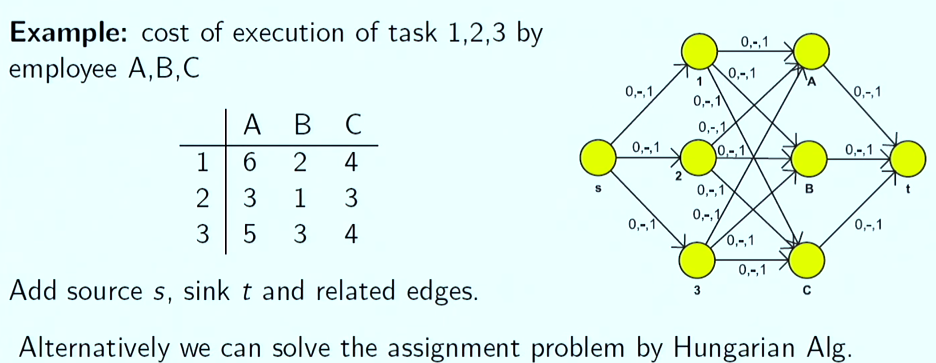 Example: cost of execution of task 1,2,3 by
employee A,B,C
A B C
1 6 2 4
2 3 1 3
3 5 3 4
Add source s, sink t and related edges.
Alternatively we can solve the assignment problem by Hungarian Alg.
0,-,1
1
A
0,-,1
0,-,1
0,-,1
0,-,1
0,-,1
0,-,1
0,-,1
0,-,1
s
2
B
t
0,-,1
0,-,1
0,-,1
0,-,1
0,-,1
0,-,1
3
C